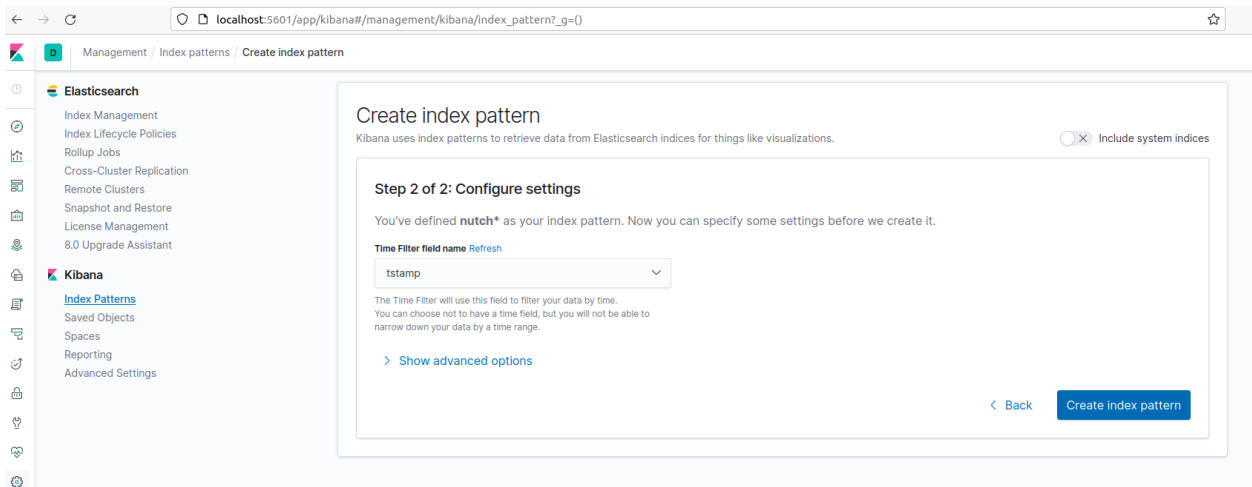 localhost:5601/app/kibana#/management/kibana/index_pattern?_g=()
D Management / Index patterns / Create index pattern
Elasticsearch
Index Management
Index Lifecycle Policies
Rollup Jobs
Cross-Cluster Replication
Remote Clusters
Snapshot and Restore
License Management
8.0 Upgrade Assistant
Kibana
Index Patterns
Saved Objects
Spaces
Reporting
Advanced Settings
Create index pattern
Kibana uses index patterns to retrieve data from Elasticsearch indices for things like visualizations.
Include system indices
Step 2 of 2: Configure settings
You've defined nutch* as your index pattern. Now you can specify some settings before we create it.
Time Filter field name Refresh
tstamp
The Time Filter will use this field to filter your data by time.
You can choose not to have a time field, but you will not be able to
narrow down your data by a time range.
Show advanced options
Back
Create index pattern